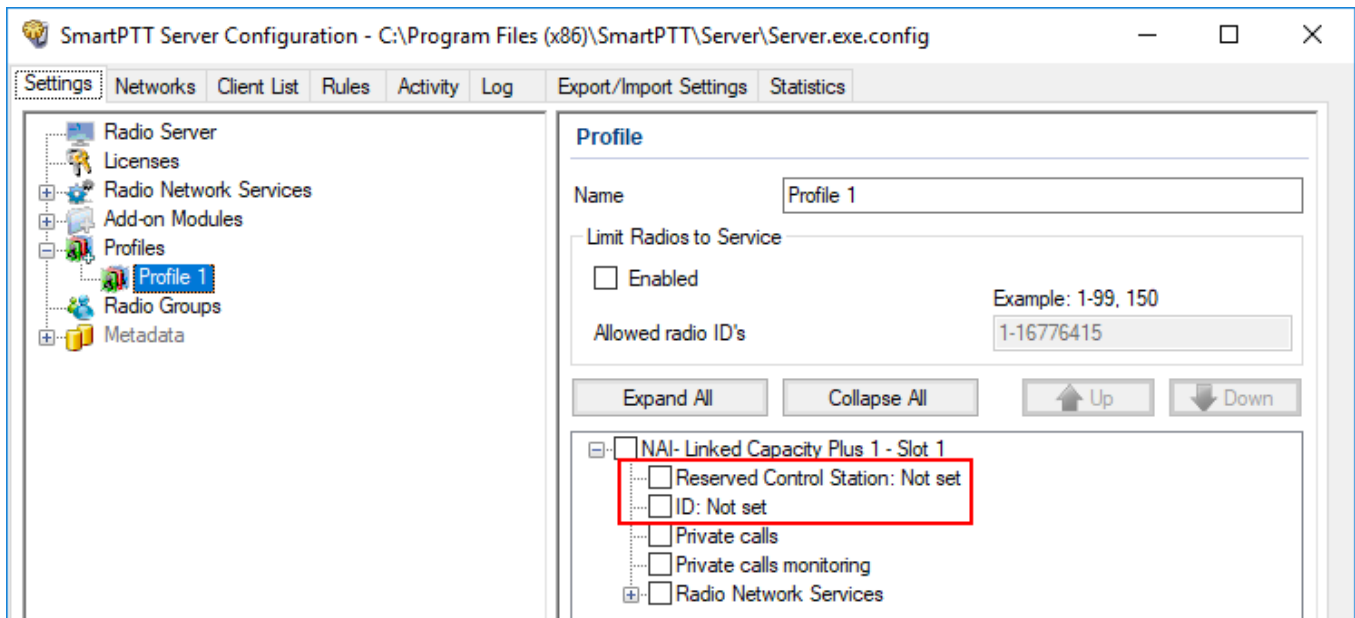 SmartPTT Server Configuration - C:\Program Files (x86)\SmartPTT\Server\Server.exe.config
Settings Networks Client List Rules Activity Log Export/Import Settings Statistics
Radio Server
Licenses
Radio Network Services
Add-on Modules
Profiles
Profile 1
Radio Groups
Metadata
Profile
Name Profile 1
Limit Radios to Service
Enabled
Example: 1-99, 150
Allowed radio ID's 1-16776415
Expand All Collapse All Up Down
NAI- Linked Capacity Plus 1 - Slot 1
Reserved Control Station: Not set
ID: Not set
Private calls
Private calls monitoring
Radio Network Services